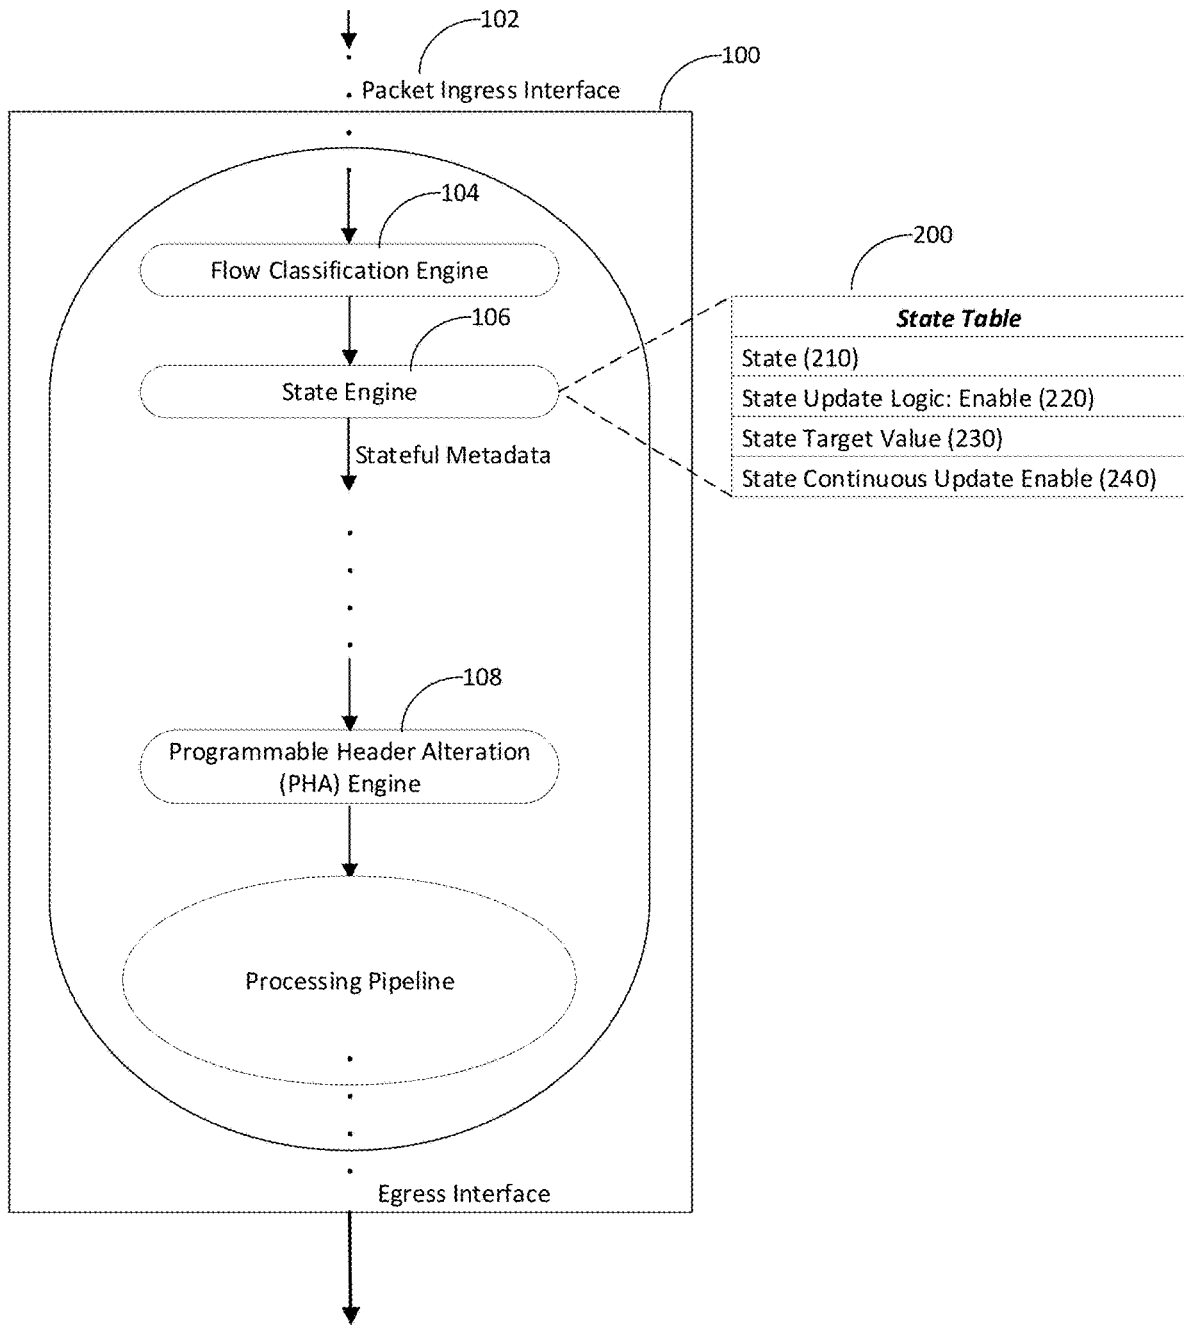 102
100
Packet Ingress Interface
104
Flow Classification Engine
106
State Engine
Stateful Metadata
200
State Table
State (210)
State Update Logic: Enable (220)
State Target Value (230)
State Continuous Update Enable (240)
108
Programmable Header Alteration
(PHA) Engine
Processing Pipeline
Egress Interface